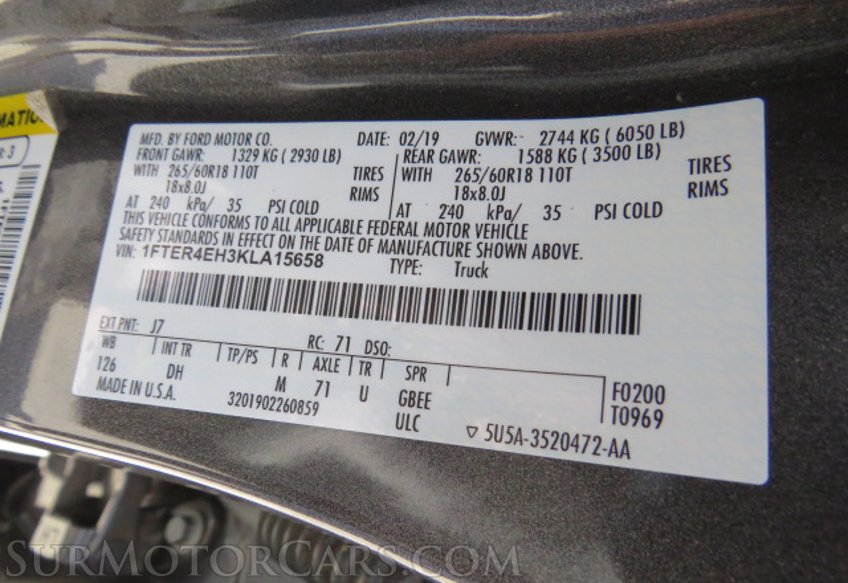 MATION
MFD. BY FORD MOTOR CO. DATE: 02/19 GVWR: 2744 KG ( 6050 LB)
FRONT GAWR: 1329 KG ( 2930 LB) REAR GAWR: 1588 KG ( 3500 LB)
WITH 265/60R18 110T TIRES WITH 265/60R18 110T TIRES
18x8.0J RIMS 18x8.0J RIMS
AT 240 kPa/ 35 PSI COLD AT 240 kPa/ 35 PSI COLD
THIS VEHICLE CONFORMS TO ALL APPLICABLE FEDERAL MOTOR VEHICLE
SAFETY STANDARDS IN EFFECT ON THE DATE OF MANUFACTURE SHOWN ABOVE.
VIN: 1FTER4EH3KLA15658 TYPE: Truck
EXT PNT: J7 RC: 71 DSO:
WB INT TR TP/PS R AXLE TR SPR
126 DH M 71 U GBEE F0200
MADE IN U.S.A. 3201902260859 ULC T0969
5U5A-3520472-AA
SURMOTORCARS.COM